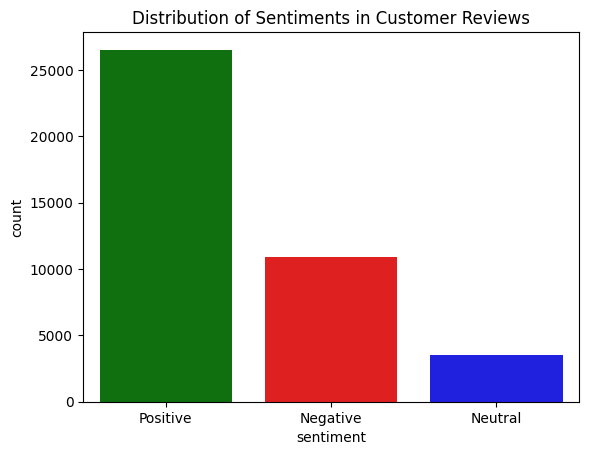 Distribution of Sentiments in Customer Reviews
25000
20000
15000
10000
5000
0
count
Positive Negative Neutral
sentiment